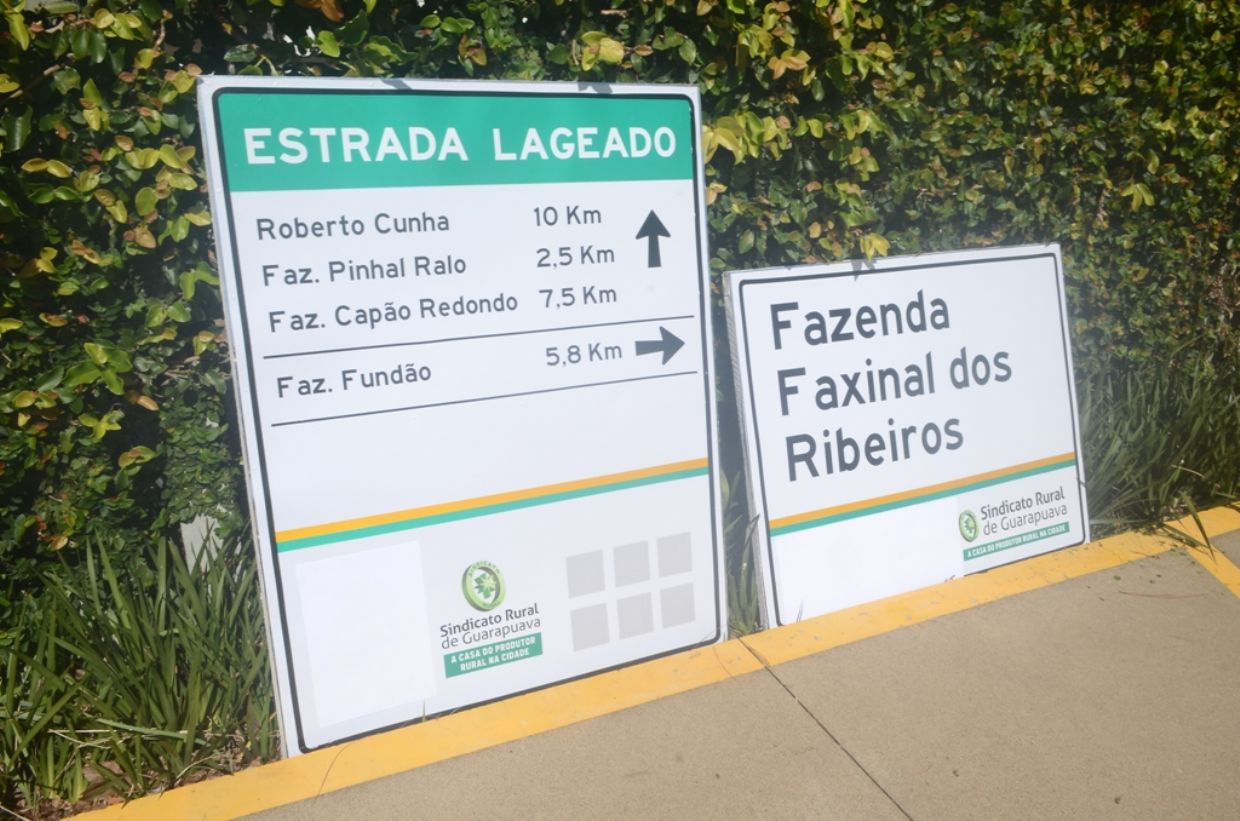 ESTRADA LAGEADO
Roberto Cunha 10 Km
Faz. Pinhal Ralo 2,5 Km
Faz. Capão Redondo 7,5 Km
Faz. Fundão 5,8 Km
Sindicato Rural
de Guarapuava
A CASA DO PRODUTOR
RURAL NA CIDADE
Fazenda
Faxinal dos
Ribeiros
Sindicato Rural
de Guarapuava
A CASA DO PRODUTOR RURAL NA CIDADE